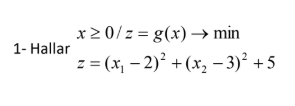 1- Hallar x ≥ 0 / z = g(x) → min
z = (x₁ − 2)² + (x₂ − 3)² + 5